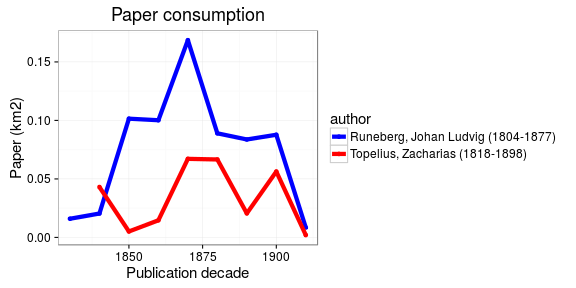 Paper consumption
Paper (km2)
0.15
0.10
0.05
0.00
1850 1875 1900
Publication decade
author
Runeberg, Johan Ludvig (1804-1877)
Topelius, Zacharias (1818-1898)